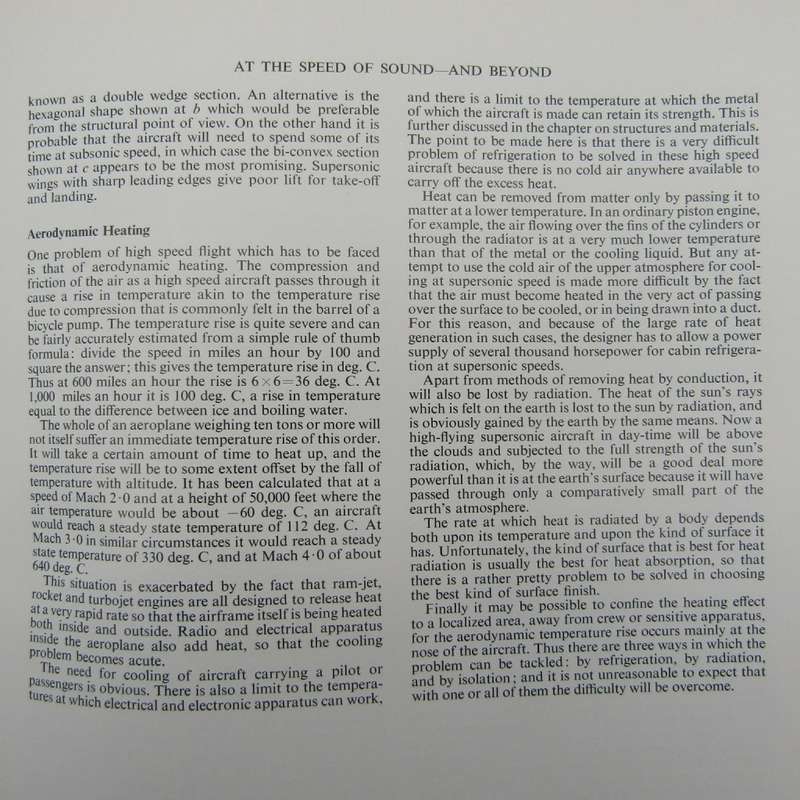 AT THE SPEED OF SOUND—AND BEYOND
known as a double wedge section. An alternative is the
hexagonal shape shown at b which would be preferable
from the structural point of view. On the other hand it is
probable that the aircraft will need to spend some of its
time at subsonic speed, in which case the bi-convex section
shown at c appears to be the most promising. Supersonic
wings with sharp leading edges give poor lift for take-off
and landing.
Aerodynamic Heating
One problem of high speed flight which has to be faced
is that of aerodynamic heating. The compression and
friction of the air as a high speed aircraft passes through it
cause a rise in temperature akin to the temperature rise
due to compression that is commonly felt in the barrel of a
bicycle pump. The temperature rise is quite severe and can
be fairly accurately estimated from a simple rule of thumb
formula: divide the speed in miles an hour by 100 and
square the answer; this gives the temperature rise in deg. C.
Thus at 600 miles an hour the rise is 6×6=36 deg. C. At
1,000 miles an hour it is 100 deg. C, a rise in temperature
equal to the difference between ice and boiling water.
The whole of an aeroplane weighing ten tons or more will
not itself suffer an immediate temperature rise of this order.
It will take a certain amount of time to heat up, and the
temperature rise will be to some extent offset by the fall of
temperature with altitude. It has been calculated that at a
speed of Mach 2·0 and at a height of 50,000 feet where the
air temperature would be about −60 deg. C, an aircraft
would reach a steady state temperature of 112 deg. C. At
Mach 3·0 in similar circumstances it would reach a steady
state temperature of 330 deg. C, and at Mach 4·0 of about
640 deg. C.
This situation is exacerbated by the fact that ram-jet,
rocket and turbojet engines are all designed to release heat
at a very rapid rate so that the airframe itself is being heated
both inside and outside. Radio and electrical apparatus
inside the aeroplane also add heat, so that the cooling
problem becomes acute.
The need for cooling of aircraft carrying a pilot or
passengers is obvious. There is also a limit to the tempera-
tures at which electrical and electronic apparatus can work,
and there is a limit to the temperature at which the metal
of which the aircraft is made can retain its strength. This is
further discussed in the chapter on structures and materials.
The point to be made here is that there is a very difficult
problem of refrigeration to be solved in these high speed
aircraft because there is no cold air anywhere available to
carry off the excess heat.
Heat can be removed from matter only by passing it to
matter at a lower temperature. In an ordinary piston engine,
for example, the air flowing over the fins of the cylinders or
through the radiator is at a very much lower temperature
than that of the metal or the cooling liquid. But any at-
tempt to use the cold air of the upper atmosphere for cool-
ing at supersonic speed is made more difficult by the fact
that the air must become heated in the very act of passing
over the surface to be cooled, or in being drawn into a duct.
For this reason, and because of the large rate of heat
generation in such cases, the designer has to allow a power
supply of several thousand horsepower for cabin refrigera-
tion at supersonic speeds.
Apart from methods of removing heat by conduction, it
will also be lost by radiation. The heat of the sun's rays
which is felt on the earth is lost to the sun by radiation, and
is obviously gained by the earth by the same means. Now a
high-flying supersonic aircraft in day-time will be above
the clouds and subjected to the full strength of the sun's
radiation, which, by the way, will be a good deal more
powerful than it is at the earth's surface because it will have
passed through only a comparatively small part of the
earth's atmosphere.
The rate at which heat is radiated by a body depends
both upon its temperature and upon the kind of surface it
has. Unfortunately, the kind of surface that is best for heat
radiation is usually the best for heat absorption, so that
there is a rather pretty problem to be solved in choosing
the best kind of surface finish.
Finally it may be possible to confine the heating effect
to a localized area, away from crew or sensitive apparatus,
for the aerodynamic temperature rise occurs mainly at the
nose of the aircraft. Thus there are three ways in which the
problem can be tackled: by refrigeration, by radiation,
and by isolation; and it is not unreasonable to expect that
with one or all of them the difficulty will be overcome.